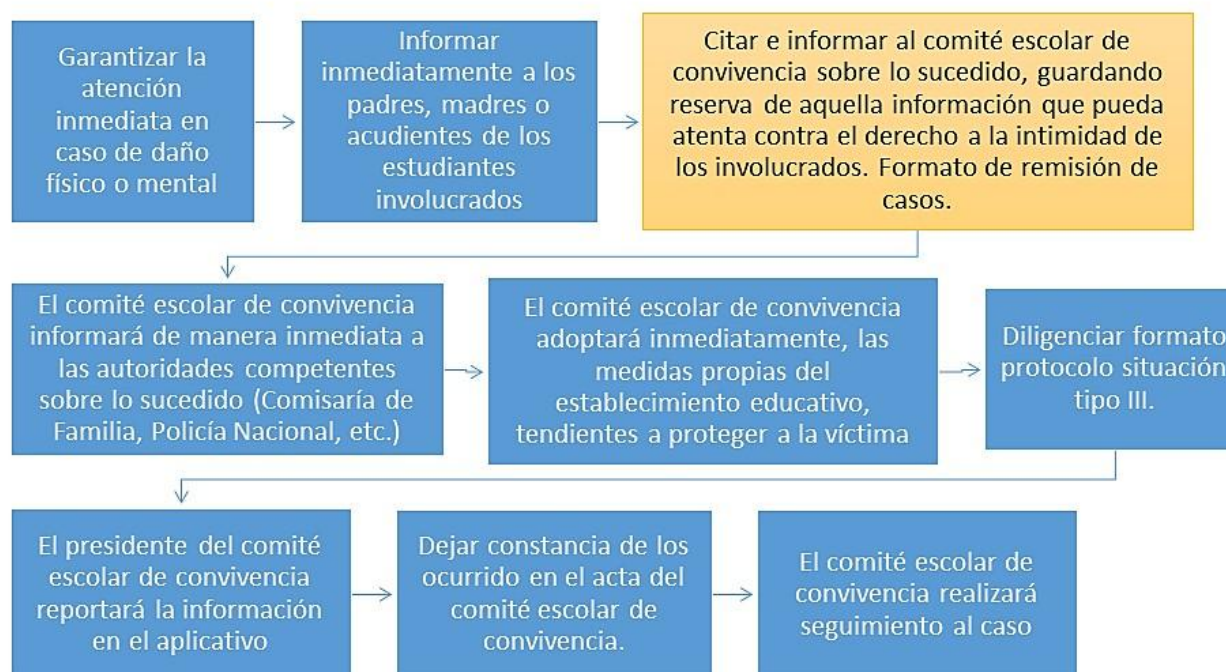 Garantizar la
atención
inmediata en
caso de daño
físico o mental
Informar
inmediatamente a los
padres, madres o
acudientes de los
estudiantes
involucrados
Citar e informar al comité escolar de
convivencia sobre lo sucedido, guardando
reserva de aquella información que pueda
atenta contra el derecho a la intimidad de
los involucrados. Formato de remisión de
casos.
El comité escolar de convivencia
informará de manera inmediata a
las autoridades competentes
sobre lo sucedido (Comisaría de
Familia, Policía Nacional, etc.)
El comité escolar de convivencia
adoptará inmediatamente, las
medidas propias del
establecimiento educativo,
tendientes a proteger a la víctima
Diligenciar formato
protocolo situación
tipo III.
El presidente del comité
escolar de convivencia
reportará la información
en el aplicativo
Dejar constancia de los
ocurrido en el acta del
comité escolar de
convivencia.
El comité escolar de
convivencia realizará
seguimiento al caso